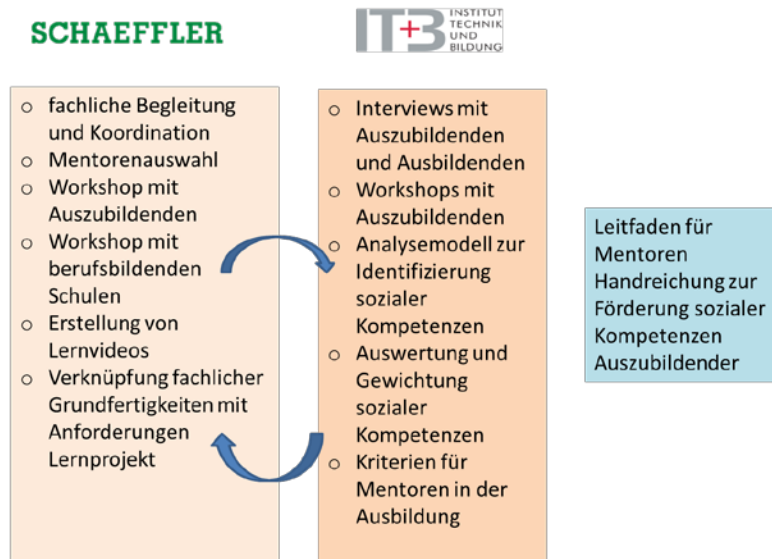 SCHAEFFLER
ITB INSTITUT
TECHNIK
UND
BILDUNG
o fachliche Begleitung
und Koordination
o Mentorenauswahl
o Workshop mit
Auszubildenden
o Workshop mit
berufsbildenden
Schulen
o Erstellung von
Lernvideos
o Verknüpfung fachlicher
Grundfertigkeiten mit
Anforderungen
Lernprojekt
o Interviews mit
Auszubildenden
und Ausbildenden
o Workshops mit
Auszubildenden
o Analysemodell zur
Identifizierung
sozialer
Kompetenzen
o Auswertung und
Gewichtung
sozialer
Kompetenzen
o Kriterien für
Mentoren in der
Ausbildung
Leitfaden für
Mentoren
Handreichung zur
Förderung sozialer
Kompetenzen
Auszubildender